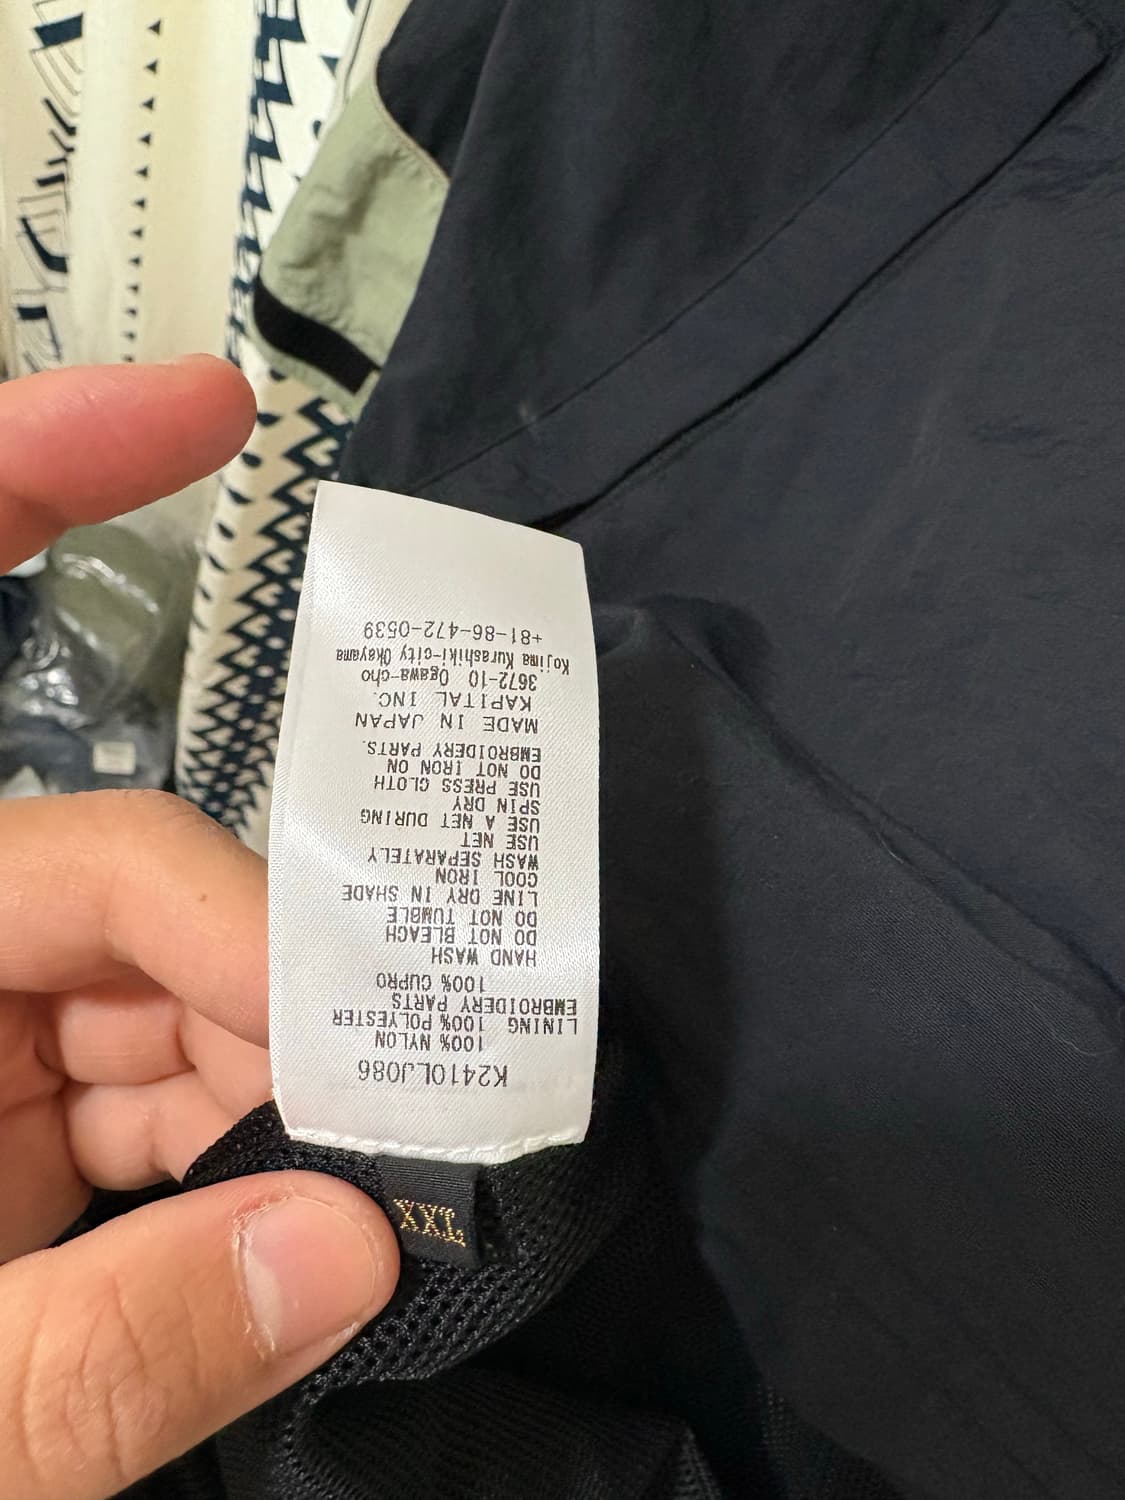 K2410LJ086
100% NYLON
LINING 100% POLYESTER
EMBROIDERY PARTS
100% CUPRO
HAND WASH
DO NOT BLEACH
DO NOT TUMBLE
LINE DRY IN SHADE
COOL IRON
WASH SEPARATELY
USE NET
USE A NET DURING
SPIN DRY
USE PRESS CLOTH
DO NOT IRON ON
EMBROIDERY PARTS.
MADE IN JAPAN
KAPITAL INC.
3672-10 Ogawa-cho
Kojima Kurashiki-city Okayama
+81-86-472-0539
XXL